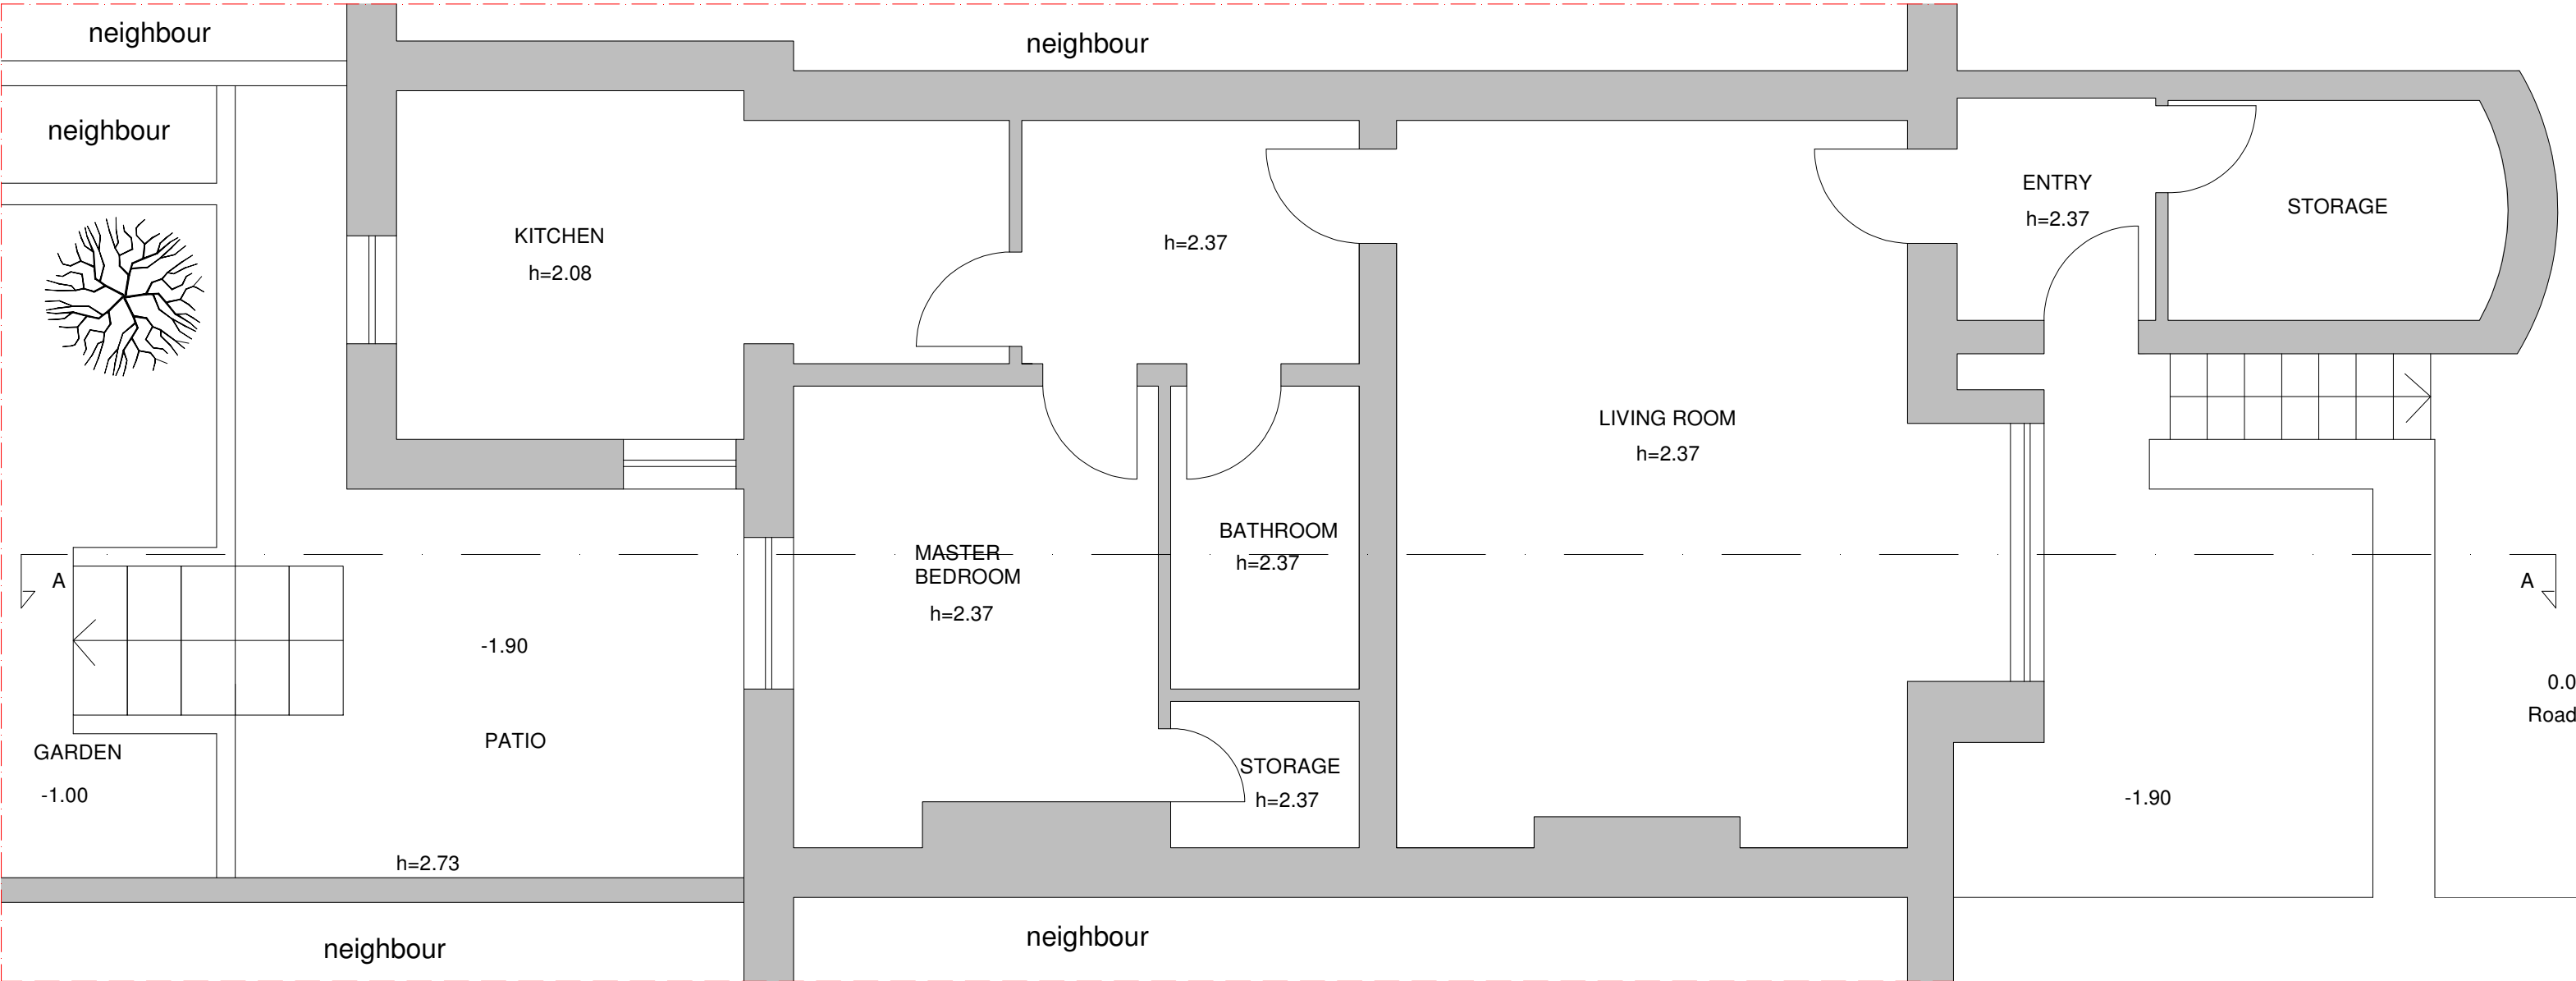 neighbour
neighbour
neighbour
KITCHEN
h=2.08
h=2.37
ENTRY
h=2.37
STORAGE
LIVING ROOM
h=2.37
MASTER
BEDROOM
h=2.37
BATHROOM
h=2.37
A
A
-1.90
PATIO
GARDEN
-1.00
h=2.73
STORAGE
h=2.37
-1.90
0.0
Road
neighbour
neighbour